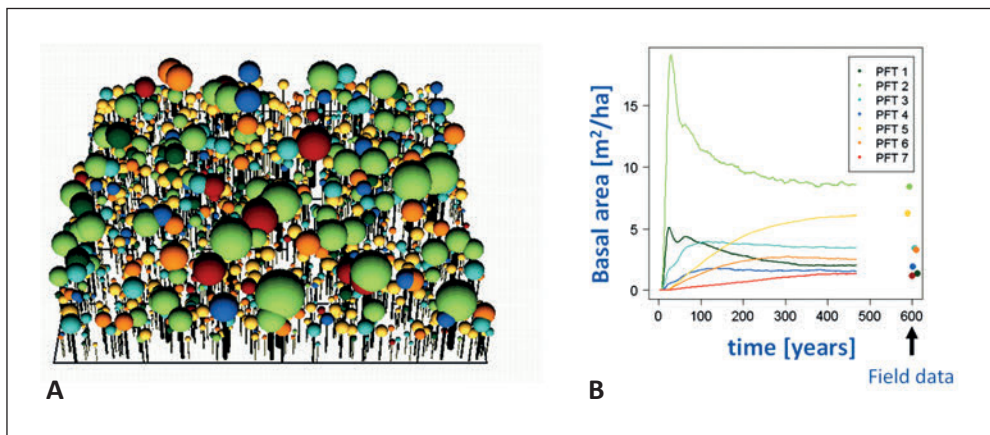 A
Basal area [m²/ha]
15
10
5
0
0 100 200 300 400 500 600
time [years]
PFT 1
PFT 2
PFT 3
PFT 4
PFT 5
PFT 6
PFT 7
Field data
B